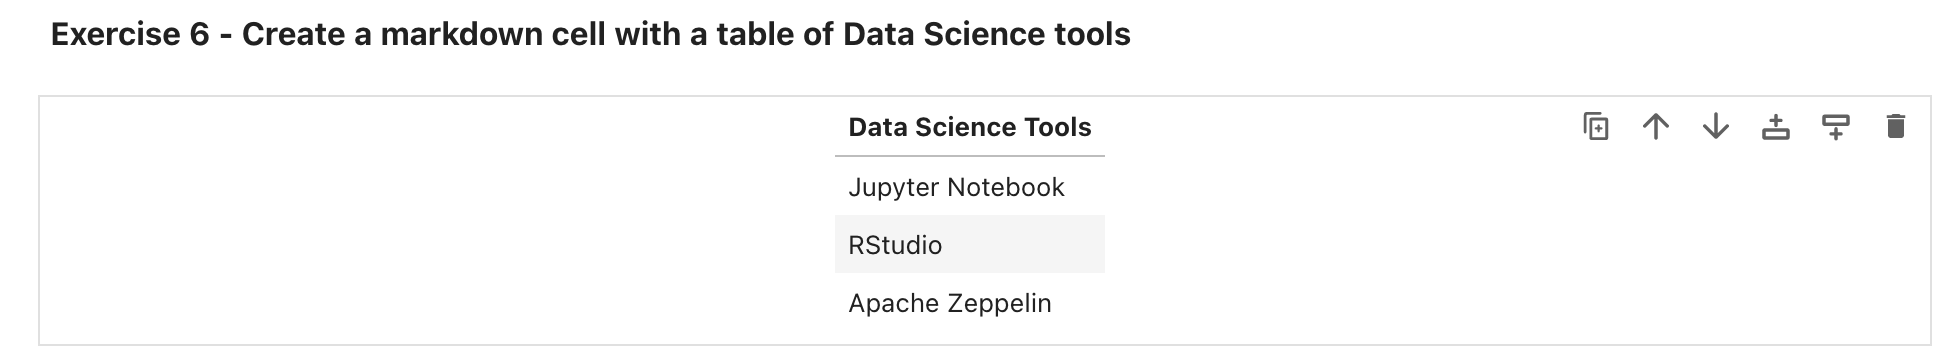 Exercise 6 - Create a markdown cell with a table of Data Science tools
Data Science Tools
Jupyter Notebook
RStudio
Apache Zeppelin